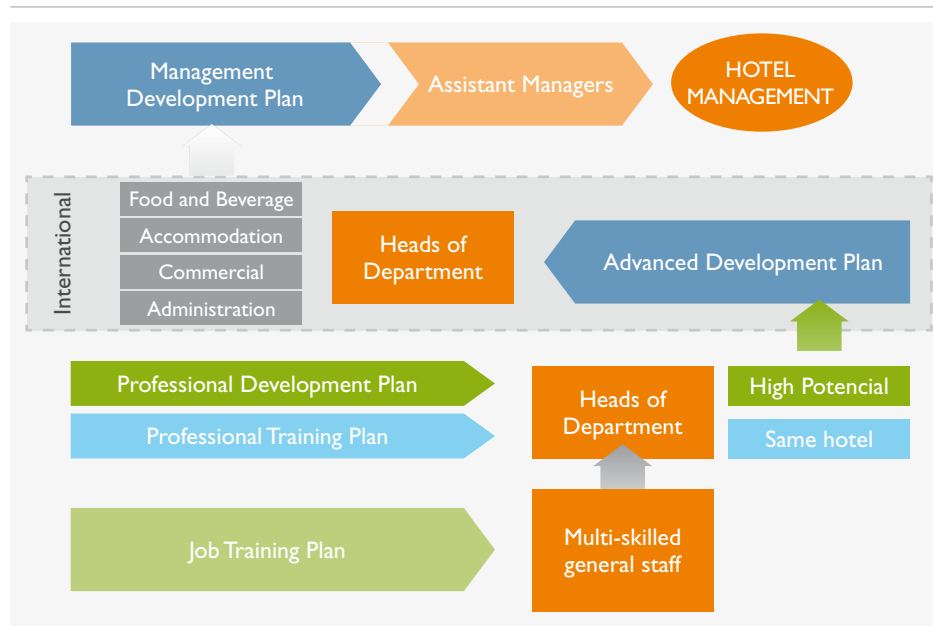 Management
Development Plan
Assistant Managers
HOTEL
MANAGEMENT
International
Food and Beverage
Accommodation
Commercial
Administration
Heads of
Department
Advanced Development Plan
Professional Development Plan
Professional Training Plan
Heads of
Department
High Potencial
Same hotel
Job Training Plan
Multi-skilled
general staff